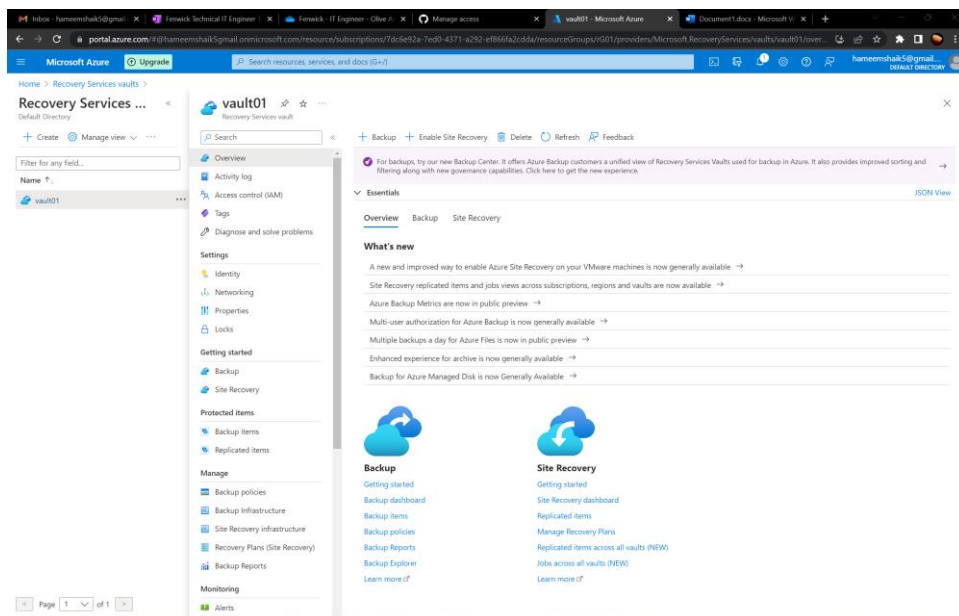 Inbox - hameemshaik5@gmail.
Fenwick Technical IT Engineer
Fenwick - IT Engineer - Olive A
Manage access
vault01 - Microsoft Azure
Document1.docx - Microsoft W
portal.azure.com/#@hameemshaik5gmail.onmicrosoft.com/resource/subscriptions/7dc6e92a-7ed0-4371-a292-ef866fa2cdda/resourceGroups/rG01/providers/Microsoft.RecoveryServices/vaults/vault01/over...
Microsoft Azure
Upgrade
Search resources, services, and docs (G+/)
1
hameemshaik5@gmail....
DEFAULT DIRECTORY
Home > Recovery Services vaults >
Recovery Services ... «
Default Directory
+ Create Manage view ...
Filter for any field...
Name ↑
vault01 ...
< Page 1 of 1 >
vault01 ...
Recovery Services vault
Search «
Overview
Activity log
Access control (IAM)
Tags
Diagnose and solve problems
Settings
Identity
Networking
Properties
Locks
Getting started
Backup
Site Recovery
Protected items
Backup items
Replicated items
Manage
Backup policies
Backup Infrastructure
Site Recovery infrastructure
Recovery Plans (Site Recovery)
Backup Reports
Monitoring
Alerts
+ Backup + Enable Site Recovery Delete Refresh Feedback
For backups, try our new Backup Center. It offers Azure Backup customers a unified view of Recovery Services Vaults used for backup in Azure. It also provides improved sorting and
filtering along with new governance capabilities. Click here to get the new experience. →
Essentials JSON View
Overview Backup Site Recovery
What's new
A new and improved way to enable Azure Site Recovery on your VMware machines is now generally available →
Site Recovery replicated items and jobs views across subscriptions, regions and vaults are now available →
Azure Backup Metrics are now in public preview →
Multi-user authorization for Azure Backup is now generally available →
Multiple backups a day for Azure Files is now in public preview →
Enhanced experience for archive is now generally available →
Backup for Azure Managed Disk is now Generally Available →
Backup
Getting started
Backup dashboard
Backup items
Backup policies
Backup Reports
Backup Explorer
Learn more
Site Recovery
Getting started
Site Recovery dashboard
Replicated items
Manage Recovery Plans
Replicated items across all vaults (NEW)
Jobs across all vaults (NEW)
Learn more